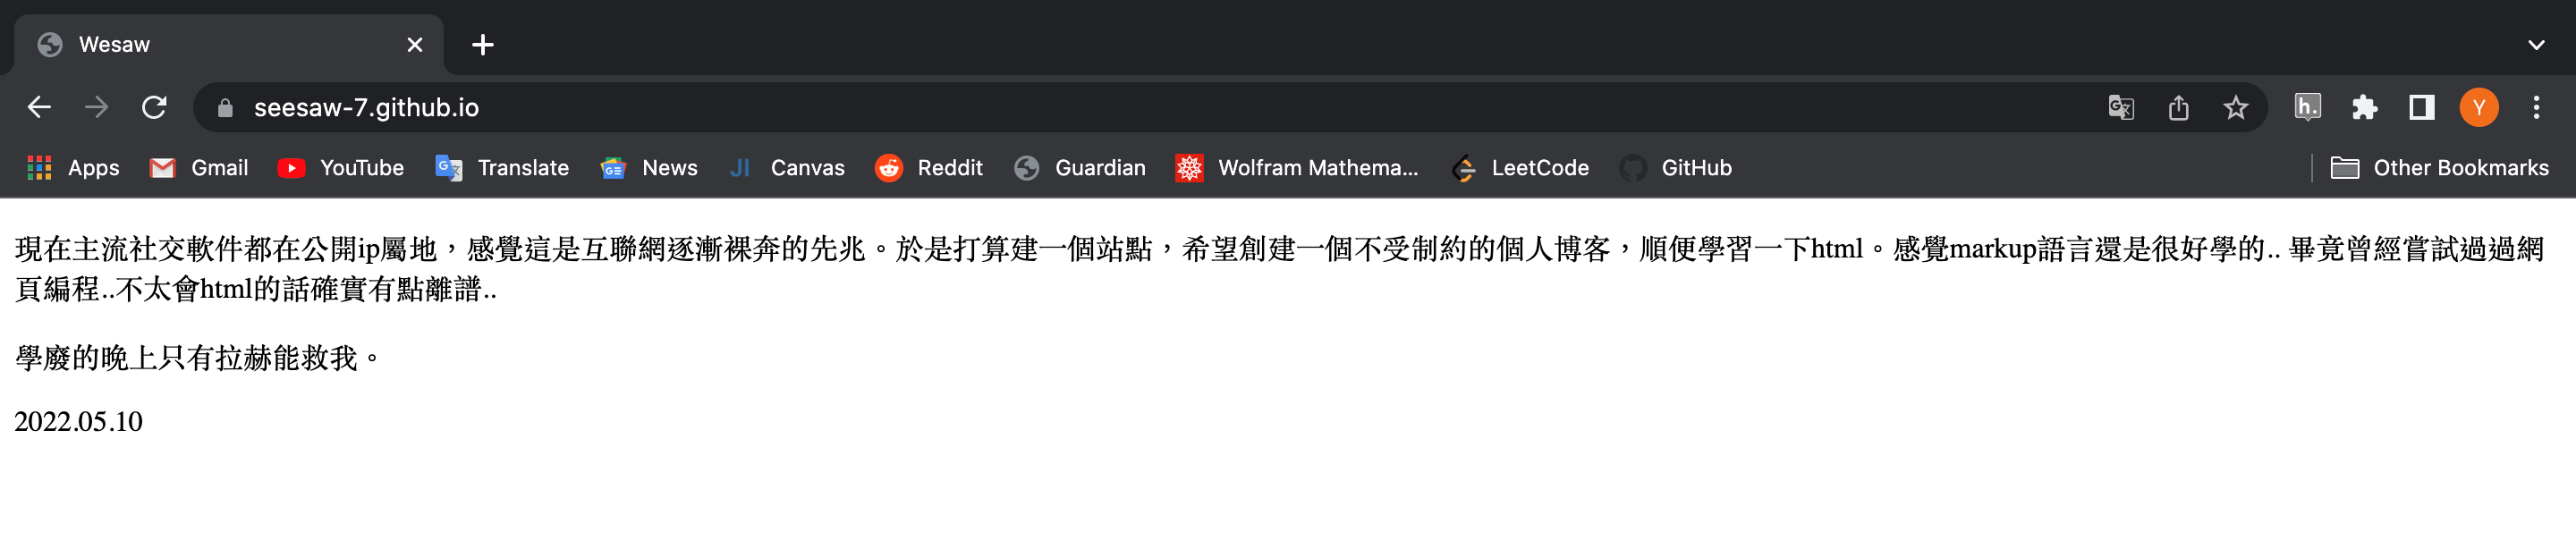 Wesaw
seesaw-7.github.io
h.
Y
Apps
Gmail
YouTube
Translate
News
JI Canvas
Reddit
Guardian
Wolfram Mathema...
LeetCode
GitHub
Other Bookmarks
現在主流社交軟件都在公開ip屬地，感覺這是互聯網逐漸裸奔的先兆。於是打算建一個站點，希望創建一個不受制約的個人博客，順便學習一下html。感覺markup語言還是很好學的.. 畢竟曾經嘗試過過網
頁編程..不太會html的話確實有點離譜..
學廢的晚上只有拉赫能救我。
2022.05.10